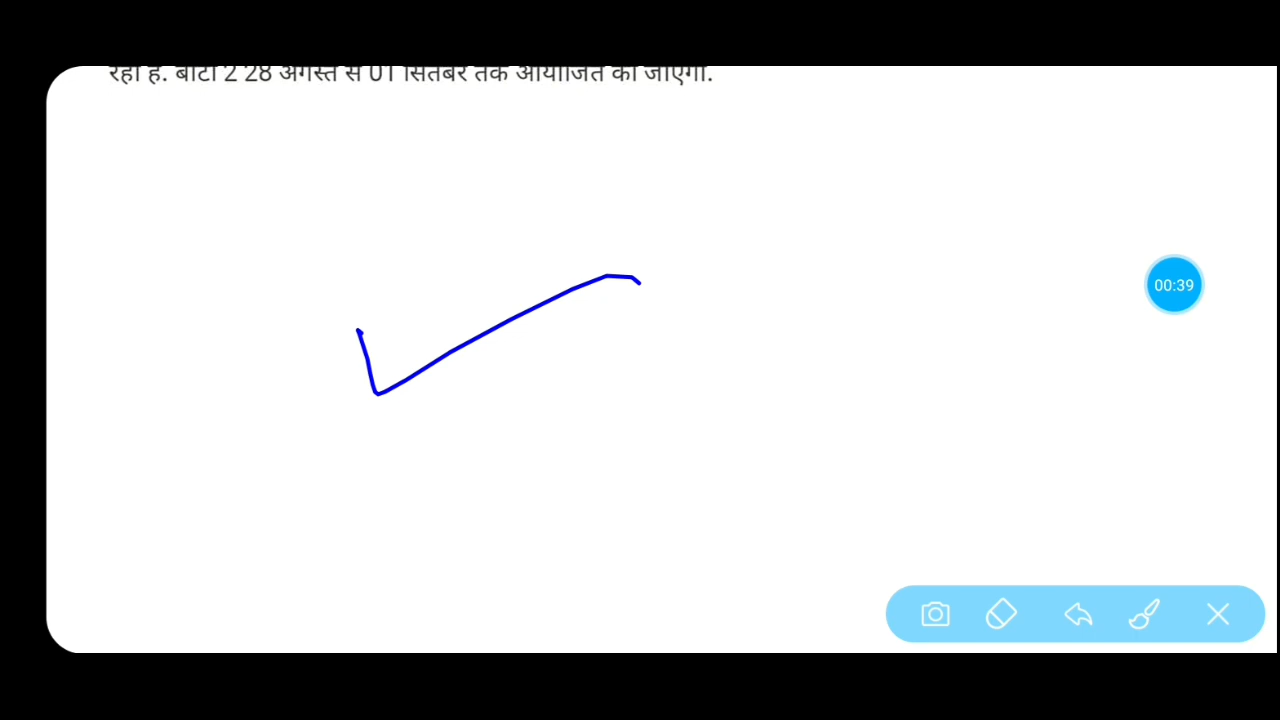 रहा है. बीटा 2 28 अगस्त से 01 सितंबर तक आयोजित की जाएगी.
00:39